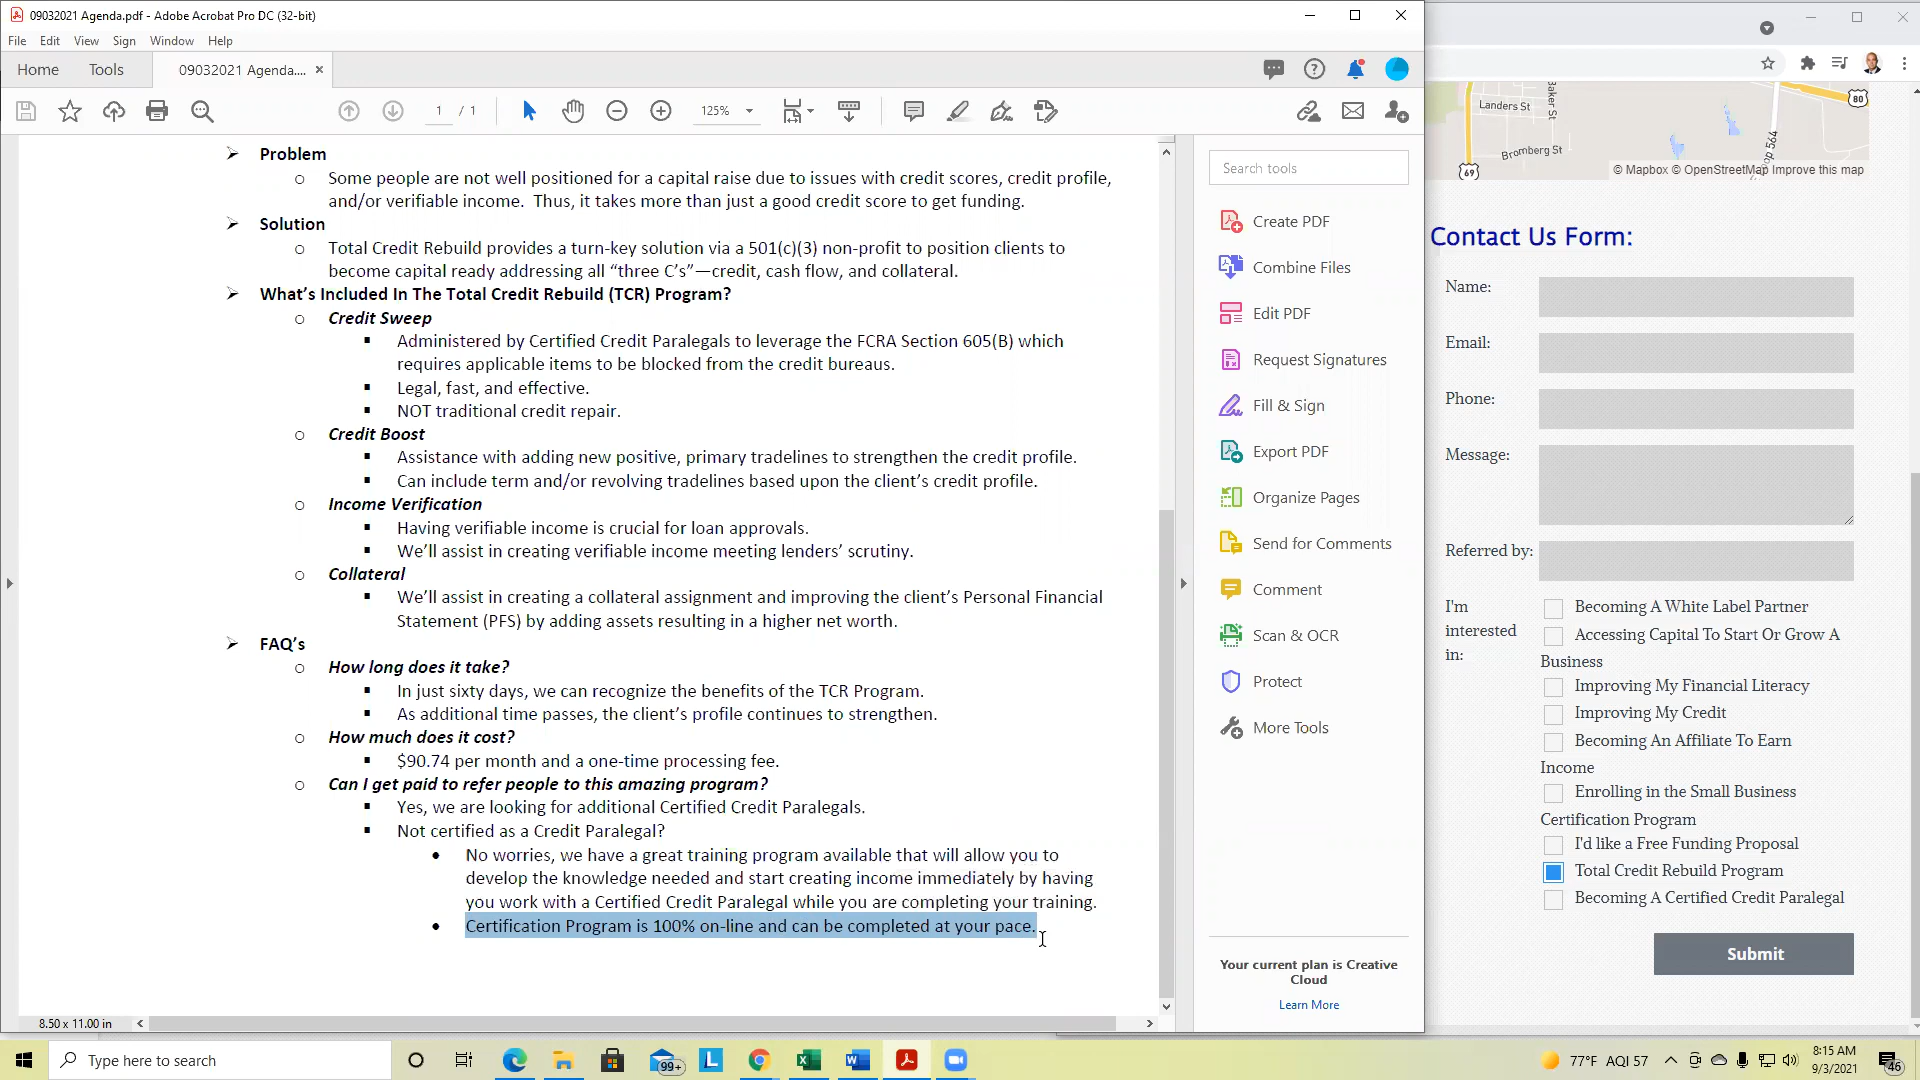 09032021 Agenda.pdf - Adobe Acrobat Pro DC (32-bit)
File Edit View Sign Window Help
Home Tools 09032021 Agenda.... ×
1 / 1 125%
Problem
Some people are not well positioned for a capital raise due to issues with credit scores, credit profile,
and/or verifiable income. Thus, it takes more than just a good credit score to get funding.
Solution
Total Credit Rebuild provides a turn-key solution via a 501(c)(3) non-profit to position clients to
become capital ready addressing all “three C’s”—credit, cash flow, and collateral.
What’s Included In The Total Credit Rebuild (TCR) Program?
Credit Sweep
Administered by Certified Credit Paralegals to leverage the FCRA Section 605(B) which
requires applicable items to be blocked from the credit bureaus.
Legal, fast, and effective.
NOT traditional credit repair.
Credit Boost
Assistance with adding new positive, primary tradelines to strengthen the credit profile.
Can include term and/or revolving tradelines based upon the client’s credit profile.
Income Verification
Having verifiable income is crucial for loan approvals.
We’ll assist in creating verifiable income meeting lenders’ scrutiny.
Collateral
We’ll assist in creating a collateral assignment and improving the client’s Personal Financial
Statement (PFS) by adding assets resulting in a higher net worth.
FAQ’s
How long does it take?
In just sixty days, we can recognize the benefits of the TCR Program.
As additional time passes, the client’s profile continues to strengthen.
How much does it cost?
$90.74 per month and a one-time processing fee.
Can I get paid to refer people to this amazing program?
Yes, we are looking for additional Certified Credit Paralegals.
Not certified as a Credit Paralegal?
No worries, we have a great training program available that will allow you to
develop the knowledge needed and start creating income immediately by having
you work with a Certified Credit Paralegal while you are completing your training.
Certification Program is 100% on-line and can be completed at your pace.
8.50 x 11.00 in
Search tools
Create PDF
Combine Files
Edit PDF
Request Signatures
Fill & Sign
Export PDF
Organize Pages
Send for Comments
Comment
Scan & OCR
Protect
More Tools
Your current plan is Creative
Cloud
Learn More
Landers St
Baker St
80
Bromberg St
op 564
69
© Mapbox © OpenStreetMap Improve this map
Contact Us Form:
Name:
Email:
Phone:
Message:
Referred by:
I'm
interested
in:
Becoming A White Label Partner
Accessing Capital To Start Or Grow A
Business
Improving My Financial Literacy
Improving My Credit
Becoming An Affiliate To Earn
Income
Enrolling in the Small Business
Certification Program
I'd like a Free Funding Proposal
Total Credit Rebuild Program
Becoming A Certified Credit Paralegal
Submit
Type here to search
99+
L
77°F AQI 57
8:15 AM
9/3/2021
46